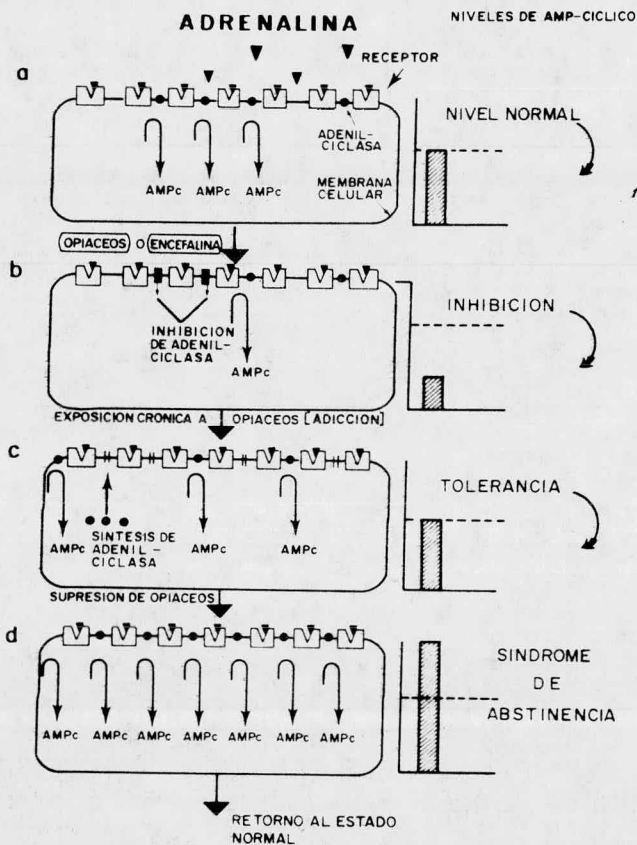 ADRENALINA
NIVELES DE AMP-CICLICO
a
RECEPTOR
ADENIL-
CICLASA
AMPc AMPc AMPc
MEMBRANA
CELULAR
NIVEL NORMAL
OPIACEOS O ENCEFALINA
b
INHIBICION
DE ADENIL-
CICLASA
AMPc
INHIBICION
EXPOSICION CRONICA A OPIACEOS [ADICCION]
c
AMPc
SINTESIS DE
ADENIL-
CICLASA
AMPc AMPc
TOLERANCIA
SUPRESION DE OPIACEOS
d
AMPc AMPc AMPc AMPc AMPc AMPc AMPc
SINDROME
DE
ABSTINENCIA
RETORNO AL ESTADO
NORMAL